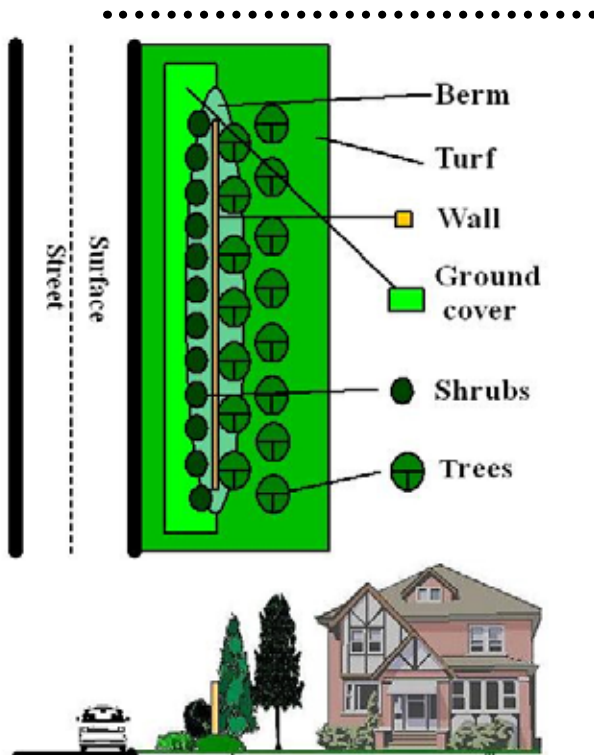 Berm
Turf
Wall
Ground
cover
Shrubs
Trees
Street
Surface